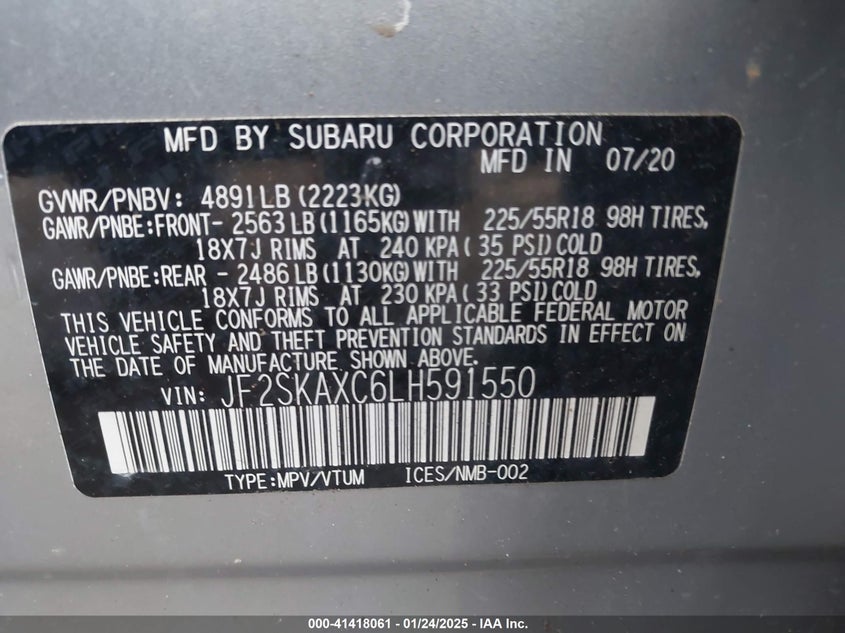 MFD BY SUBARU CORPORATION
MFD IN 07/20
GVWR/PNBV: 4891LB (2223KG)
GAWR/PNBE:FRONT- 2563 LB (1165KG) WITH 225/55R18 98H TIRES,
18X7J RIMS AT 240 KPA ( 35 PSI) COLD
GAWR/PNBE:REAR - 2486 LB (1130KG) WITH 225/55R18 98H TIRES,
18X7J RIMS AT 230 KPA ( 33 PSI) COLD
THIS VEHICLE CONFORMS TO ALL APPLICABLE FEDERAL MOTOR
VEHICLE SAFETY AND THEFT PREVENTION STANDARDS IN EFFECT ON
THE DATE OF MANUFACTURE SHOWN ABOVE.
VIN: JF2SKAXC6LH591550
TYPE:MPV/VTUM ICES/NMB-002
000-41418061 - 01/24/2025 - IAA Inc.